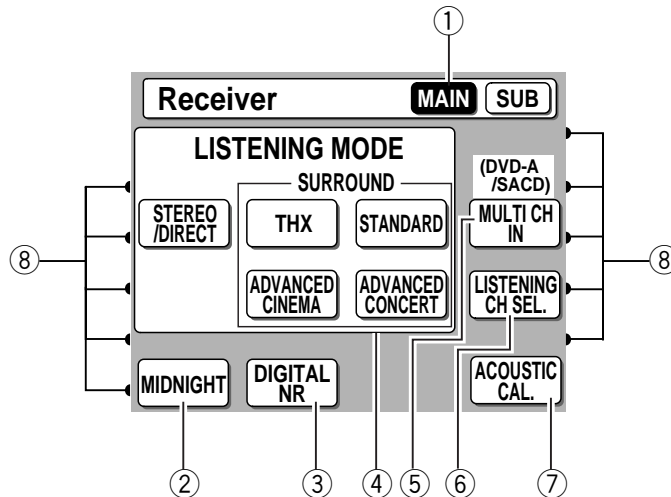 ①
Receiver
MAIN
SUB
LISTENING MODE
(DVD-A
/SACD)
SURROUND
STEREO
/DIRECT
THX
STANDARD
MULTI CH
IN
⑧
⑧
ADVANCED
CINEMA
ADVANCED
CONCERT
LISTENING
CH SEL.
MIDNIGHT
DIGITAL
NR
ACOUSTIC
CAL.
②
③
④
⑤
⑥
⑦